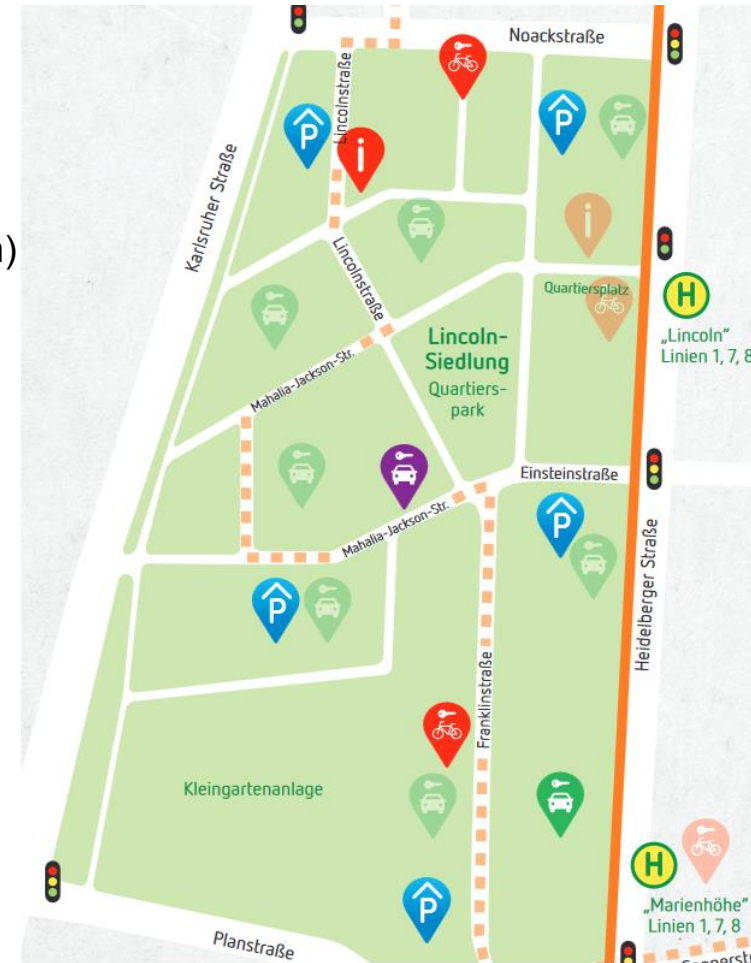 Noackstraße
Lincolnstraße
P
P
i
Karlsruher Straße
i
Lincolnstraße
Quartiersplatz
H
„Lincoln"
Linien 1, 7, 8
Lincoln-
Siedlung
Quartiers-
park
Mahalia-Jackson-Str.
Einsteinstraße
Mahalia-Jackson-Str.
P
Heidelberger Straße
P
Franklinstraße
Kleingartenanlage
H
„Marienhöhe"
Linien 1, 7, 8
P
Planstraße